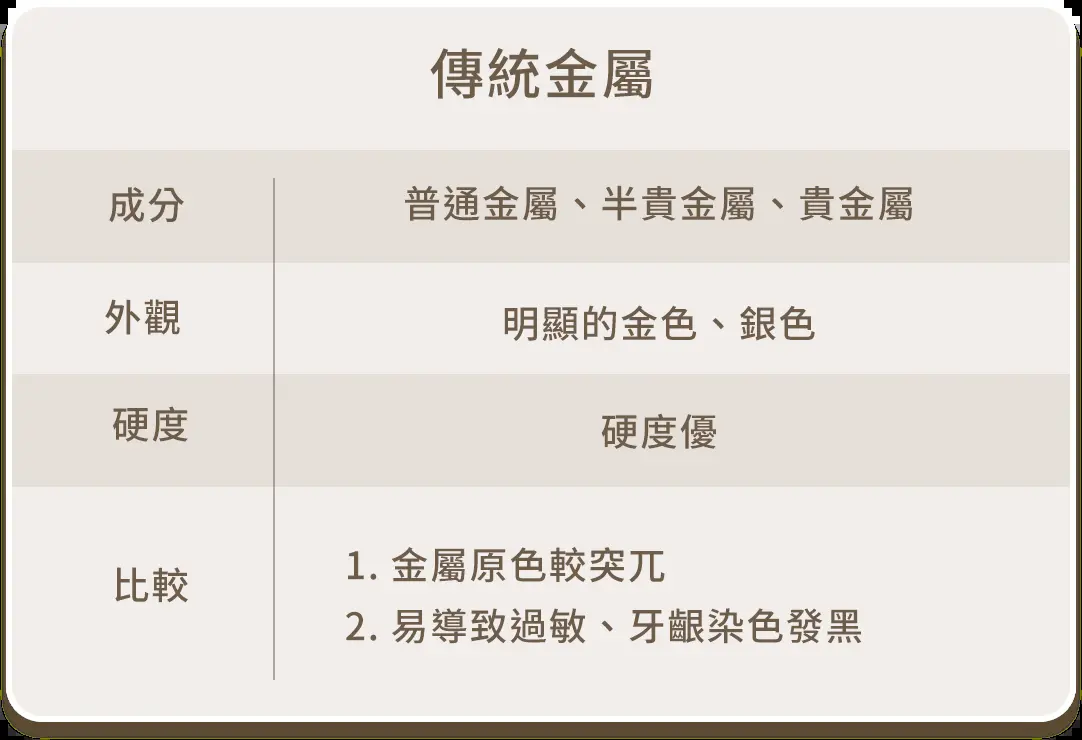 傳統金屬
成分
普通金屬、半貴金屬、貴金屬
外觀
明顯的金色、銀色
硬度
硬度優
比較
1. 金屬原色較突兀
2. 易導致過敏、牙齦染色發黑